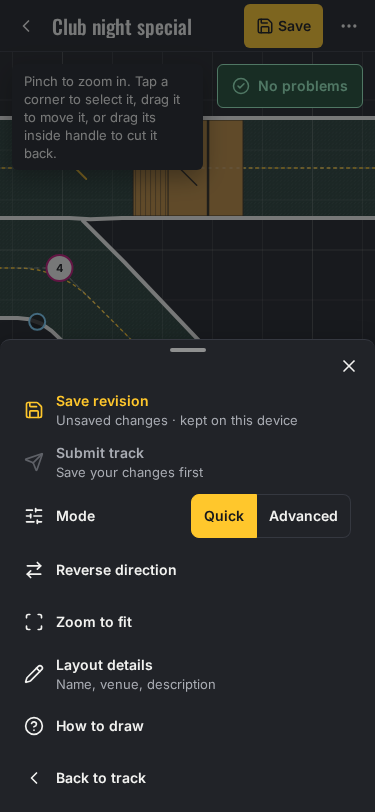 Club night special
Save
Pinch to zoom in. Tap a
corner to select it, drag it
to move it, or drag its
inside handle to cut it
back.
No problems
4
Save revision
Unsaved changes · kept on this device
Submit track
Save your changes first
Mode
Quick
Advanced
Reverse direction
Zoom to fit
Layout details
Name, venue, description
How to draw
Back to track